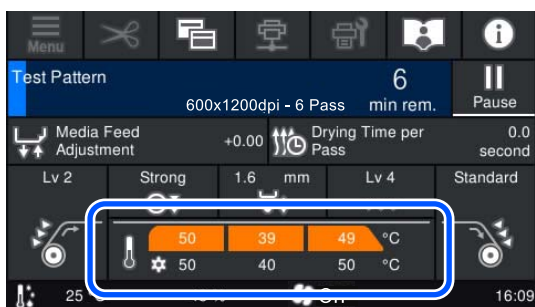 Menu
Test Pattern
600x1200dpi - 6 Pass
6
min rem.
Pause
Media Feed
Adjustment
+0.00
Drying Time per
Pass
0.0
second
Lv 2
Strong
1.6 mm
Lv 4
Standard
50 39 49 °C
50 40 50 °C
25
On
16:09